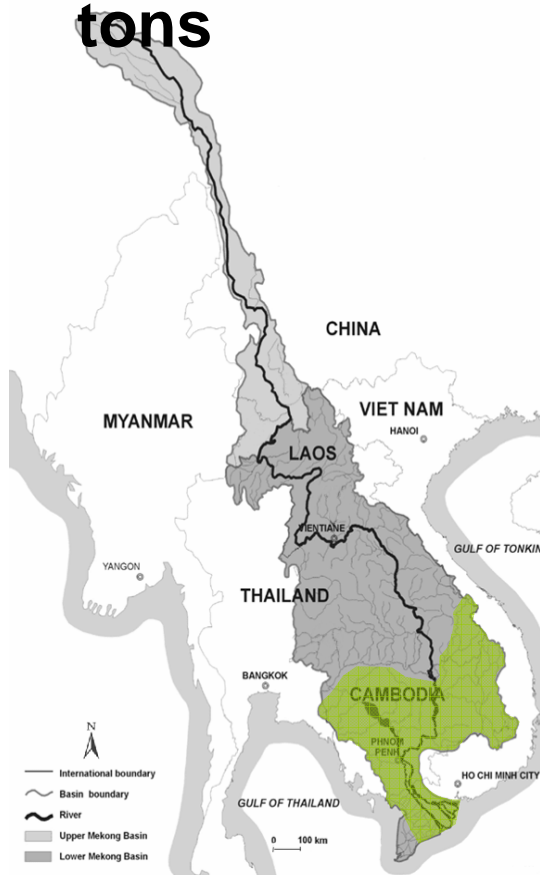 tons
CHINA
MYANMAR
VIET NAM
HANOI
LAOS
VIENTIANE
GULF OF TONKIN
YANGON
THAILAND
BANGKOK
CAMBODIA
PHNOM
PENH
HO CHI MINH CITY
GULF OF THAILAND
N
International boundary
Basin boundary
River
Upper Mekong Basin
Lower Mekong Basin
0 100 km